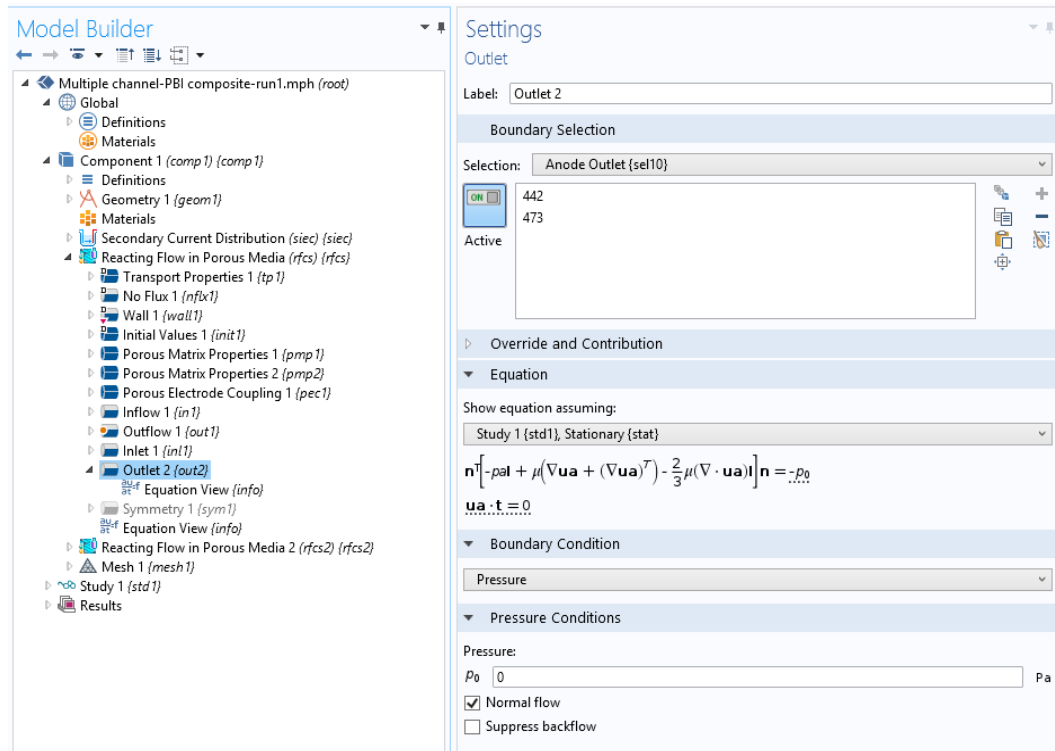 Model Builder
Multiple channel-PBI composite-run1.mph (root)
Global
Definitions
Materials
Component 1 (comp1) {comp1}
Definitions
Geometry 1 {geom1}
Materials
Secondary Current Distribution (siec) {siec}
Reacting Flow in Porous Media (rfcs) {rfcs}
Transport Properties 1 {tp1}
No Flux 1 {nflx1}
Wall 1 {wall1}
Initial Values 1 {init1}
Porous Matrix Properties 1 {pmp1}
Porous Matrix Properties 2 {pmp2}
Porous Electrode Coupling 1 {pec1}
Inflow 1 {in1}
Outflow 1 {out1}
Inlet 1 {inl1}
Outlet 2 {out2}
Equation View {info}
Symmetry 1 {sym1}
Equation View {info}
Reacting Flow in Porous Media 2 (rfcs2) {rfcs2}
Mesh 1 {mesh1}
Study 1 {std1}
Results
Settings
Outlet
Label: Outlet 2
Boundary Selection
Selection: Anode Outlet {sel10}
ON
Active
442
473
Override and Contribution
Equation
Show equation assuming:
Study 1 {std1}, Stationary {stat}
nᵀ[-paI + μ(∇ua + (∇ua)ᵀ) - 2/3 μ(∇ · ua)I]n = -p₀
ua · t = 0
Boundary Condition
Pressure
Pressure Conditions
Pressure:
p₀ 0 Pa
Normal flow
Suppress backflow